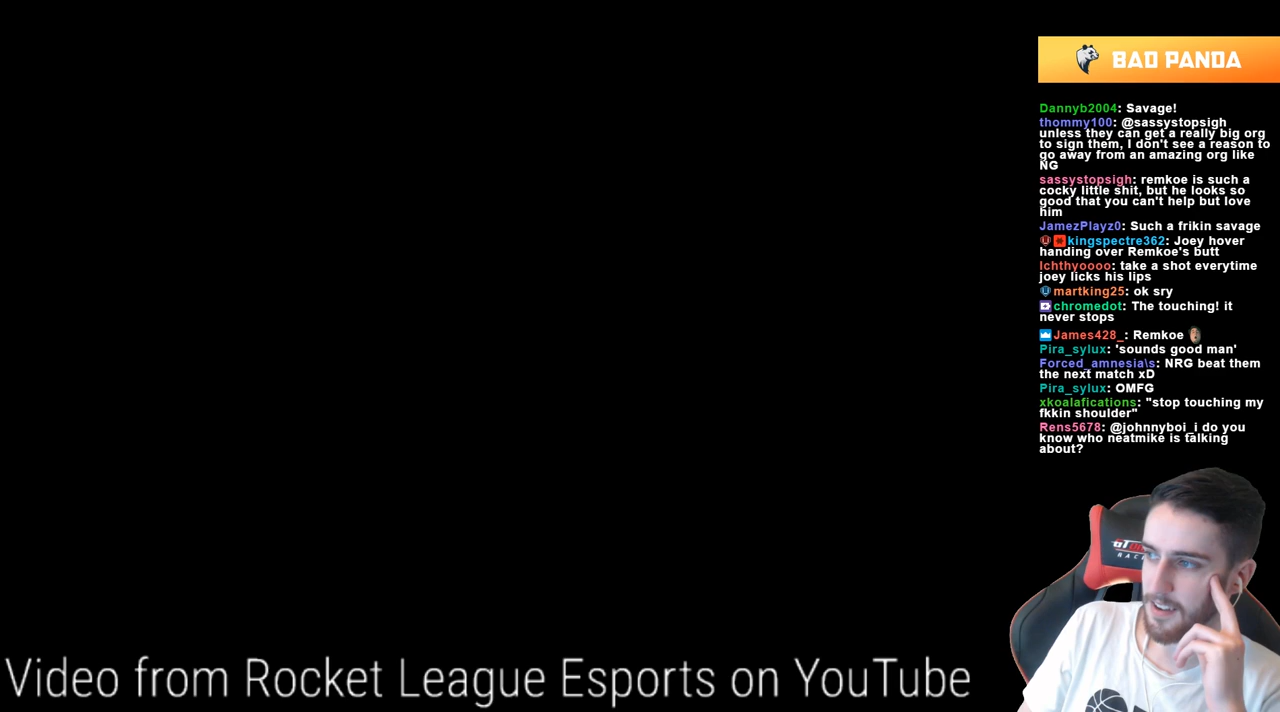 BAD PANDA
Dannyb2004: Savage!
thommy100: @sassystopsigh
unless they can get a really big org
to sign them, I don't see a reason to
go away from an amazing org like
NG
sassystopsigh: remkoe is such a
cocky little shit, but he looks so
good that you can't help but love
him
JamezPlayz0: Such a frikin savage
kingspectre362: Joey hover
handing over Remkoe's butt
Ichthyoooo: take a shot everytime
joey licks his lips
martking25: ok sry
chromedot: The touching! it
never stops
James428_: Remkoe
Pira_sylux: 'sounds good man'
Forced_amnesia\s: NRG beat them
the next match xD
Pira_sylux: OMFG
xkoalafications: "stop touching my
fkkin shoulder"
Rens5678: @johnnyboi_i do you
know who neatmike is talking
about?
Video from Rocket League Esports on YouTube